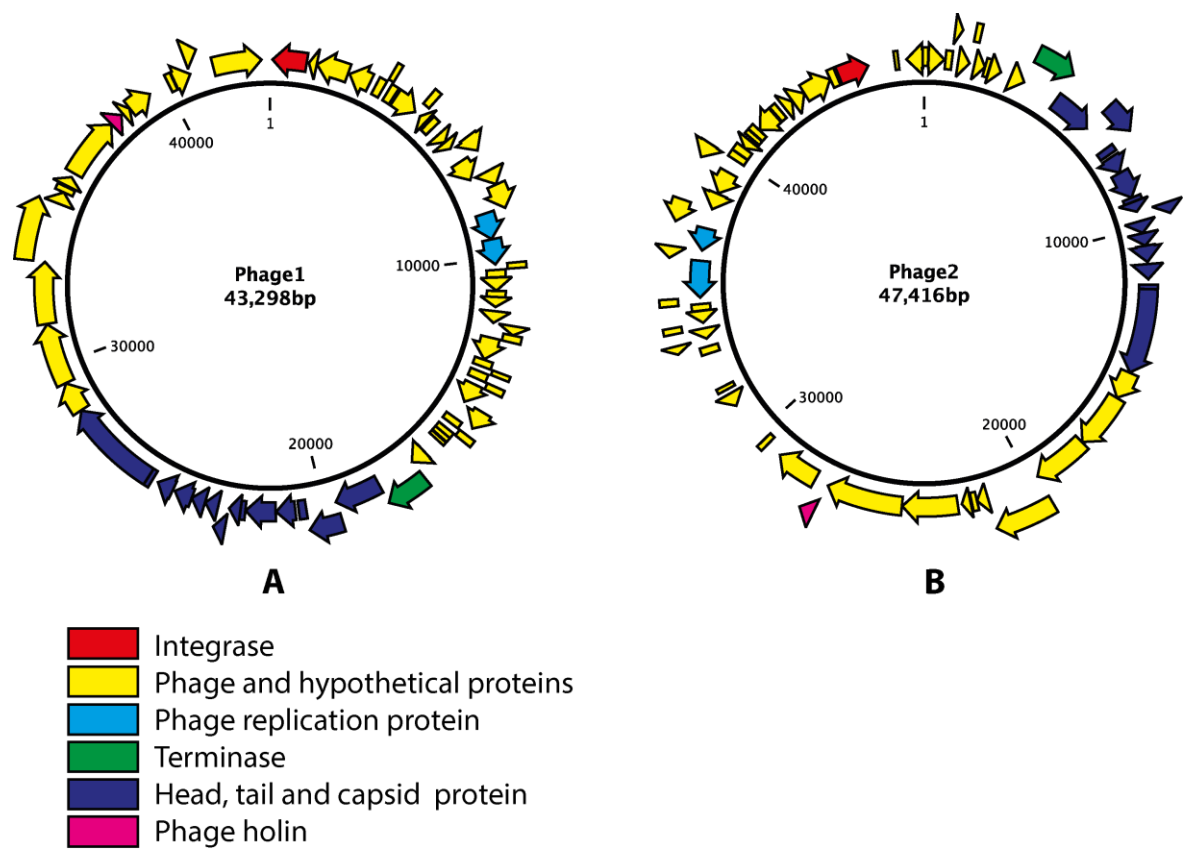 1
40000
10000
Phage1
43,298bp
30000
20000
A
1
40000
10000
Phage2
47,416bp
30000
20000
B
Integrase
Phage and hypothetical proteins
Phage replication protein
Terminase
Head, tail and capsid protein
Phage holin